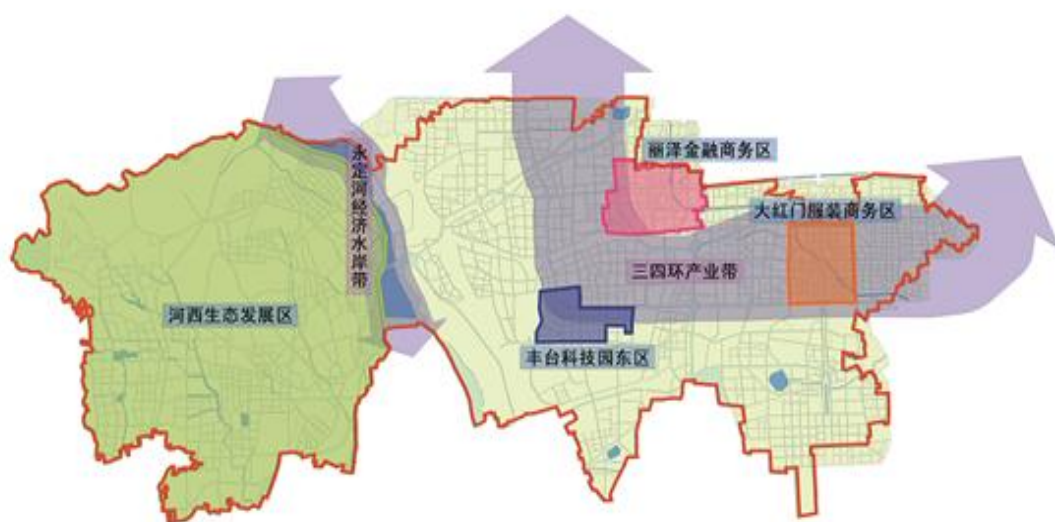 永定河经济水岸带
丽泽金融商务区
大红门服装商务区
三四环产业带
河西生态发展区
丰台科技园东区